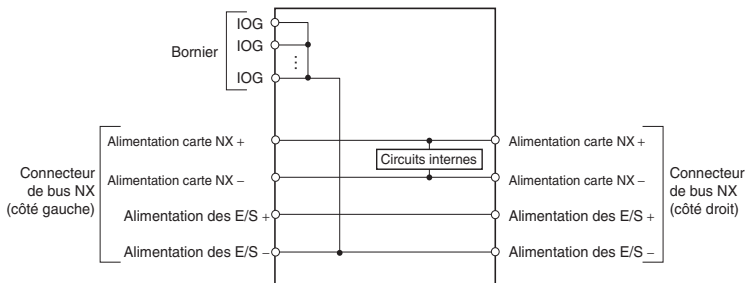 IOG
Bornier
IOG
⋮
IOG
Connecteur
de bus NX
(côté gauche)
Alimentation carte NX +
Alimentation carte NX –
Alimentation des E/S +
Alimentation des E/S –
Circuits internes
Alimentation carte NX +
Alimentation carte NX –
Alimentation des E/S +
Alimentation des E/S –
Connecteur
de bus NX
(côté droit)